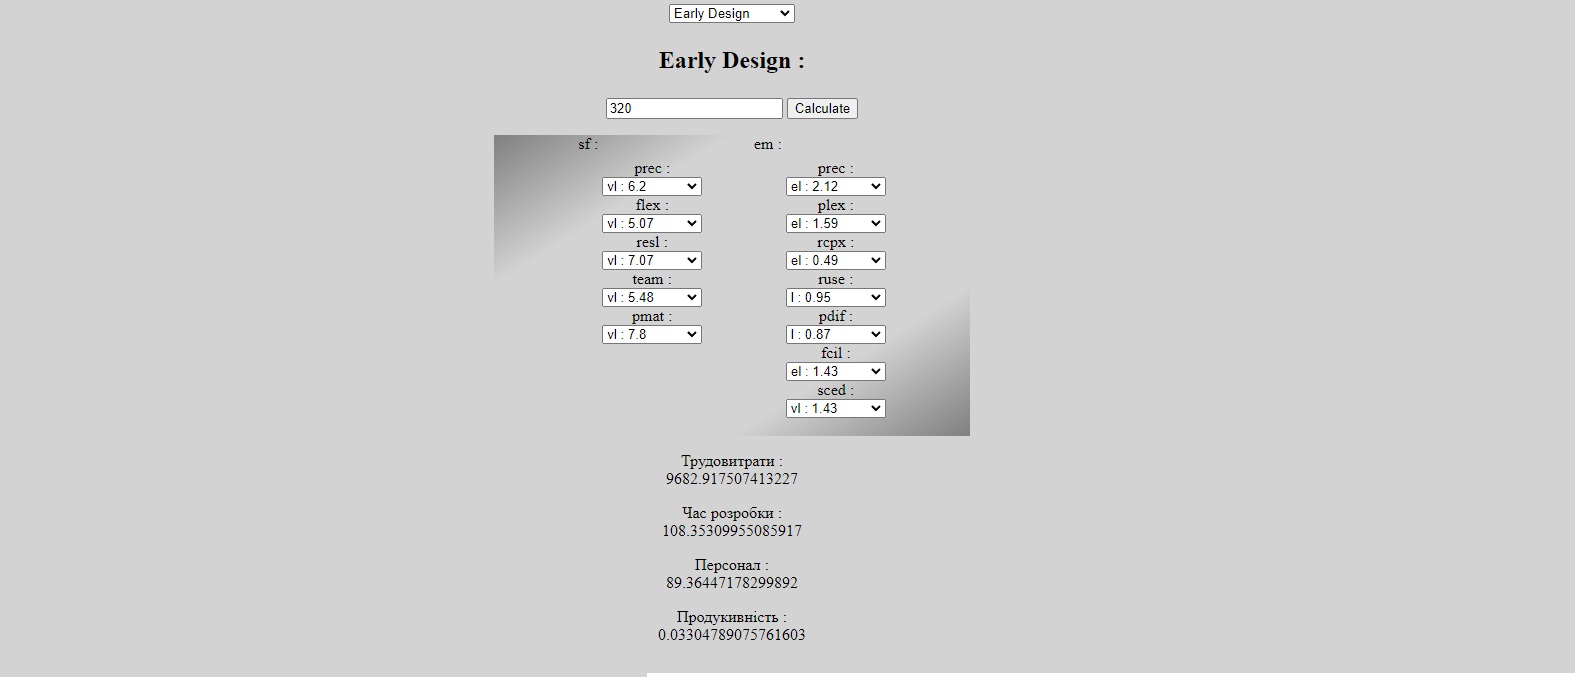 Early Design
Early Design :
320 Calculate
sf : em :
prec : prec :
vl : 6.2 el : 2.12
flex : plex :
vl : 5.07 el : 1.59
resl : rcpx :
vl : 7.07 el : 0.49
team : ruse :
vl : 5.48 l : 0.95
pmat : pdif :
vl : 7.8 l : 0.87
fcil :
el : 1.43
sced :
vl : 1.43
Трудовитрати :
9682.917507413227
Час розробки :
108.35309955085917
Персонал :
89.36447178299892
Продукивність :
0.03304789075761603